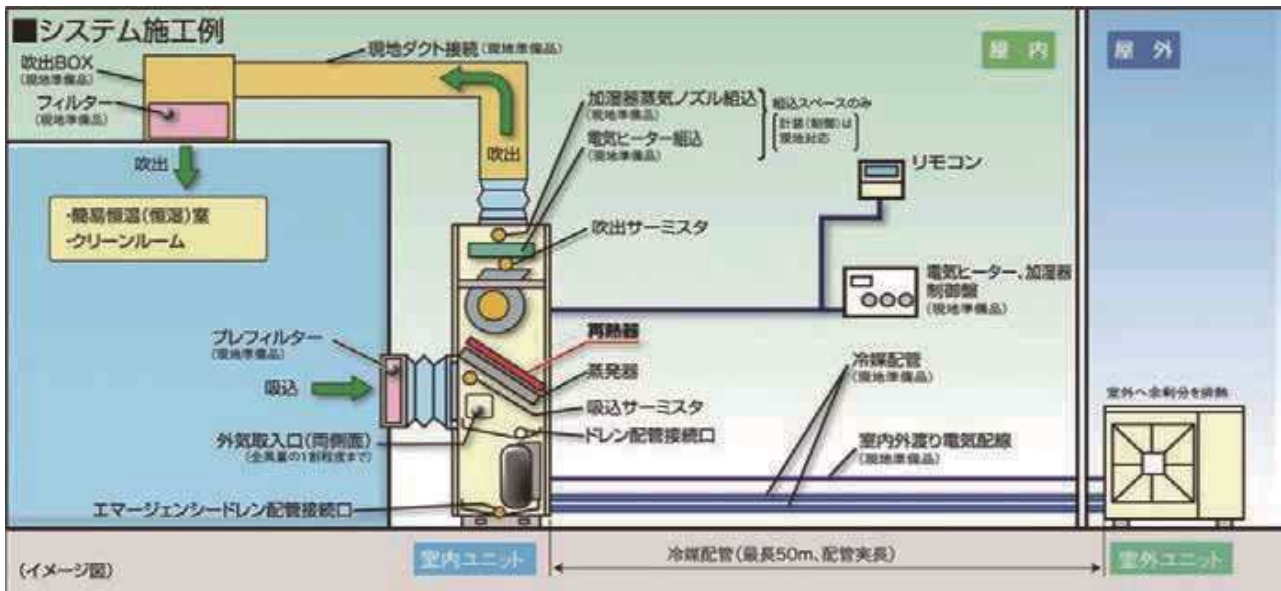 ■システム施工例
吹出BOX
(現地準備品)
フィルター
(現地準備品)
現地ダクト接続(現地準備品)
屋内
屋外
加湿器蒸気ノズル組込
(現地準備品)
電気ヒーター組込
(現地準備品)
組込スペースのみ
計装(制御)は
現地対応
吹出
吹出
リモコン
・簡易恒温(恒湿)室
・クリーンルーム
吹出サーミスタ
電気ヒーター、加湿器
制御盤
(現地準備品)
プレフィルター
(現地準備品)
再熱器
蒸発器
吸込
吸込サーミスタ
冷媒配管
(現地準備品)
室外へ余剰分を排熱
外気取入口(両側面)
(全風量の1割程度まで)
ドレン配管接続口
室内外渡り電気配線
(現地準備品)
エマージェンシードレン配管接続口
(イメージ図)
室内ユニット
冷媒配管(最長50m、配管実長)
室外ユニット